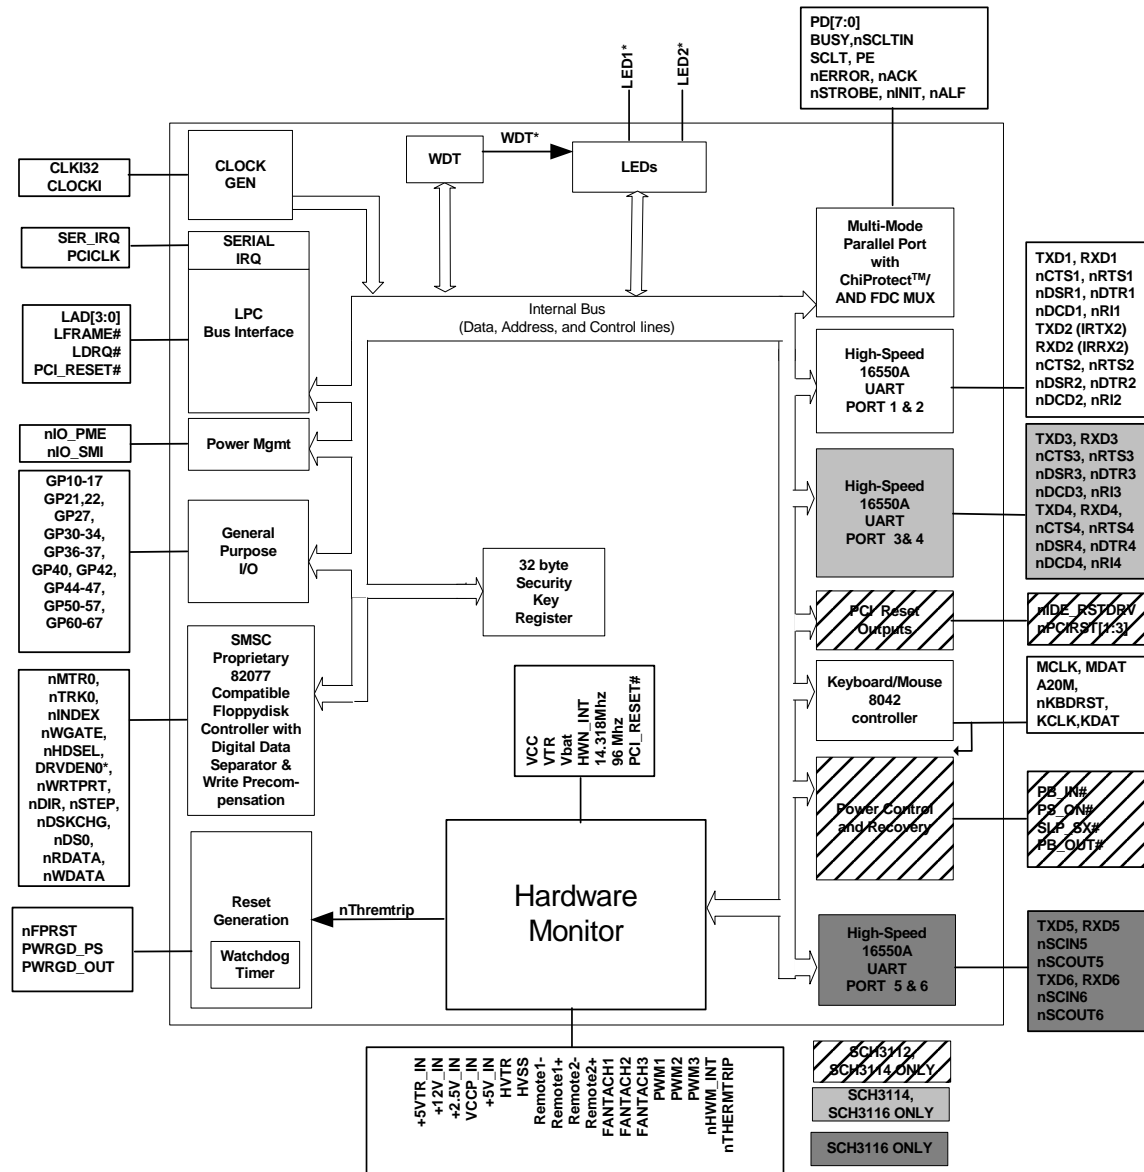 PD[7:0]
BUSY,nSCLTIN
SCLT, PE
nERROR, nACK
nSTROBE, nINIT, nALF
LED1*
LED2*
CLKI32
CLOCKI
CLOCK
GEN
WDT
WDT*
LEDs
SER_IRQ
PCICLK
SERIAL
IRQ
LAD[3:0]
LFRAME#
LDRQ#
PCI_RESET#
LPC
Bus Interface
Internal Bus
(Data, Address, and Control lines)
Multi-Mode
Parallel Port
with
ChiProtect™/
AND FDC MUX
High-Speed
16550A
UART
PORT 1 & 2
TXD1, RXD1
nCTS1, nRTS1
nDSR1, nDTR1
nDCD1, nRI1
TXD2 (IRTX2)
RXD2 (IRRX2)
nCTS2, nRTS2
nDSR2, nDTR2
nDCD2, nRI2
nIO_PME
nIO_SMI
Power Mgmt
GP10-17
GP21,22,
GP27,
GP30-34,
GP36-37,
GP40, GP42,
GP44-47,
GP50-57,
GP60-67
General
Purpose
I/O
High-Speed
16550A
UART
PORT 3& 4
TXD3, RXD3
nCTS3, nRTS3
nDSR3, nDTR3
nDCD3, nRI3
TXD4, RXD4,
nCTS4, nRTS4
nDSR4, nDTR4
nDCD4, nRI4
32 byte
Security
Key
Register
PCI Reset
Outputs
nIDE_RSTDRV
nPCIRST[1:3]
nMTR0,
nTRK0,
nINDEX
nWGATE,
nHDSEL,
DRVDEN0*,
nWRTPRT,
nDIR, nSTEP,
nDSKCHG,
nDS0,
nRDATA,
nWDATA
SMSC
Proprietary
82077
Compatible
Floppydisk
Controller with
Digital Data
Separator &
Write Precom-
pensation
VCC
VTR
Vbat
HWN_INT
14.318Mhz
96 Mhz
PCI_RESET#
Keyboard/Mouse
8042
controller
MCLK, MDAT
A20M,
nKBDRST,
KCLK,KDAT
Power Control
and Recovery
PB_IN#
PS_ON#
SLP_SX#
PB_OUT#
nFPRST
PWRGD_PS
PWRGD_OUT
Reset
Generation
Watchdog
Timer
nThremtrip
Hardware
Monitor
High-Speed
16550A
UART
PORT 5 & 6
TXD5, RXD5
nSCIN5
nSCOUT5
TXD6, RXD6
nSCIN6
nSCOUT6
+5VTR_IN
+12V_IN
+2.5V_IN
VCCP_IN
+5V_IN
HVTR
HVSS
Remote1-
Remote1+
Remote2-
Remote2+
FANTACH1
FANTACH2
FANTACH3
PWM1
PWM2
PWM3
nHWM_INT
nTHERMTRIP
SCH3112,
SCH3114 ONLY
SCH3114,
SCH3116 ONLY
SCH3116 ONLY